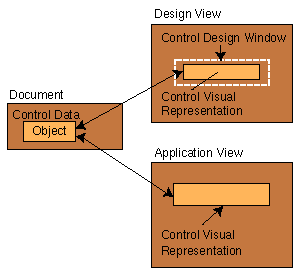 Design View
Control Design Window
Control Visual
Representation
Document
Control Data
Object
Application View
Control Visual
Representation